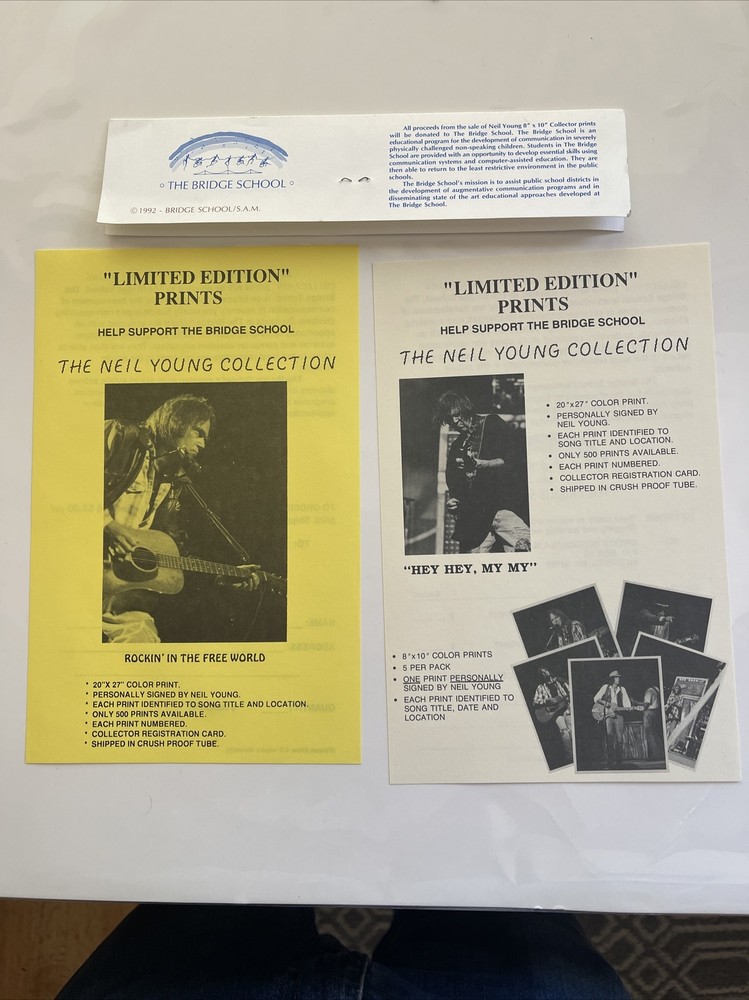 All proceeds from the sale of Neil Young 8" x 10" Collector prints
will be donated to The Bridge School. The Bridge School is an
educational program for the development of communication in severely
physically challenged non-speaking children. Students in The Bridge
School are provided with an opportunity to develop essential skills using
communication systems and computer-assisted education. They are
then able to return to the least restrictive environment in the public
schools.
The Bridge School's mission is to assist public school districts in
the development of augmentative communication programs and in
disseminating state of the art educational approaches developed at
The Bridge School.
◦ THE BRIDGE SCHOOL ◦
©1992 - BRIDGE SCHOOL/S.A.M.
"LIMITED EDITION"
PRINTS
HELP SUPPORT THE BRIDGE SCHOOL
THE NEIL YOUNG COLLECTION
ROCKIN' IN THE FREE WORLD
* 20"X 27" COLOR PRINT.
* PERSONALLY SIGNED BY NEIL YOUNG.
* EACH PRINT IDENTIFIED TO SONG TITLE AND LOCATION.
* ONLY 500 PRINTS AVAILABLE.
* EACH PRINT NUMBERED.
* COLLECTOR REGISTRATION CARD.
* SHIPPED IN CRUSH PROOF TUBE.
"LIMITED EDITION"
PRINTS
HELP SUPPORT THE BRIDGE SCHOOL
THE NEIL YOUNG COLLECTION
• 20"x27" COLOR PRINT.
• PERSONALLY SIGNED BY
NEIL YOUNG.
• EACH PRINT IDENTIFIED TO
SONG TITLE AND LOCATION.
• ONLY 500 PRINTS AVAILABLE.
• EACH PRINT NUMBERED.
• COLLECTOR REGISTRATION CARD.
• SHIPPED IN CRUSH PROOF TUBE.
"HEY HEY, MY MY"
• 8"x10" COLOR PRINTS
• 5 PER PACK
• ONE PRINT PERSONALLY
SIGNED BY NEIL YOUNG
• EACH PRINT IDENTIFIED TO
SONG TITLE, DATE AND
LOCATION